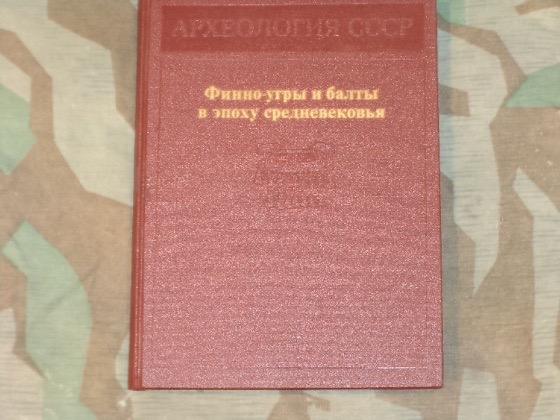 АРХЕОЛОГИЯ СССР
Финно-угры и балты
в эпоху средневековья